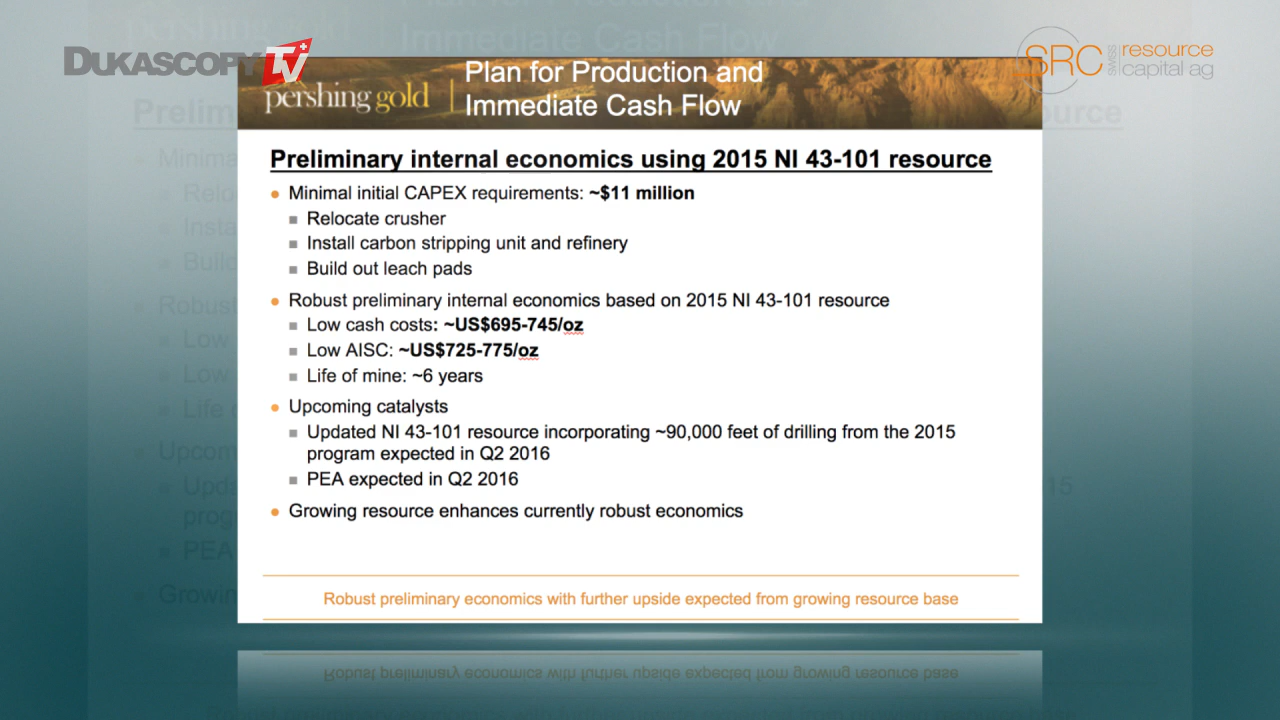 DUKASCOPY TV
SRC SWISS resource capital ag
pershing gold
Plan for Production and
Immediate Cash Flow
Preliminary internal economics using 2015 NI 43-101 resource
• Minimal initial CAPEX requirements: ~$11 million
▪ Relocate crusher
▪ Install carbon stripping unit and refinery
▪ Build out leach pads
• Robust preliminary internal economics based on 2015 NI 43-101 resource
▪ Low cash costs: ~US$695-745/oz
▪ Low AISC: ~US$725-775/oz
▪ Life of mine: ~6 years
• Upcoming catalysts
▪ Updated NI 43-101 resource incorporating ~90,000 feet of drilling from the 2015
program expected in Q2 2016
▪ PEA expected in Q2 2016
• Growing resource enhances currently robust economics
Robust preliminary economics with further upside expected from growing resource base